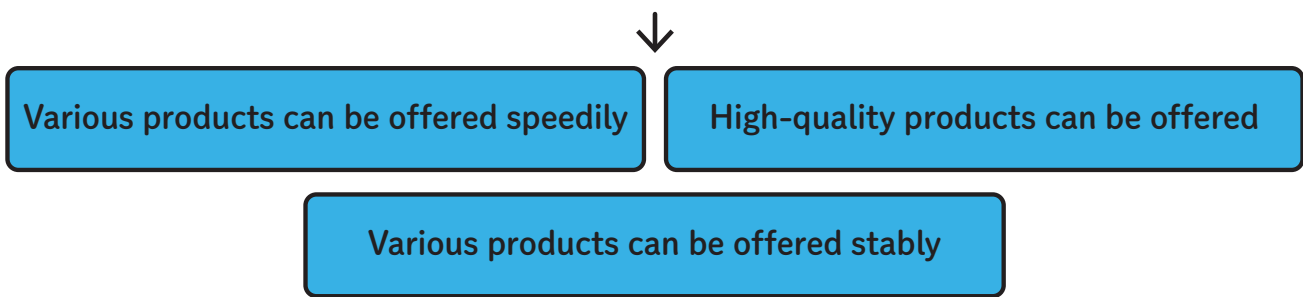 Various products can be offered speedily
High-quality products can be offered
Various products can be offered stably